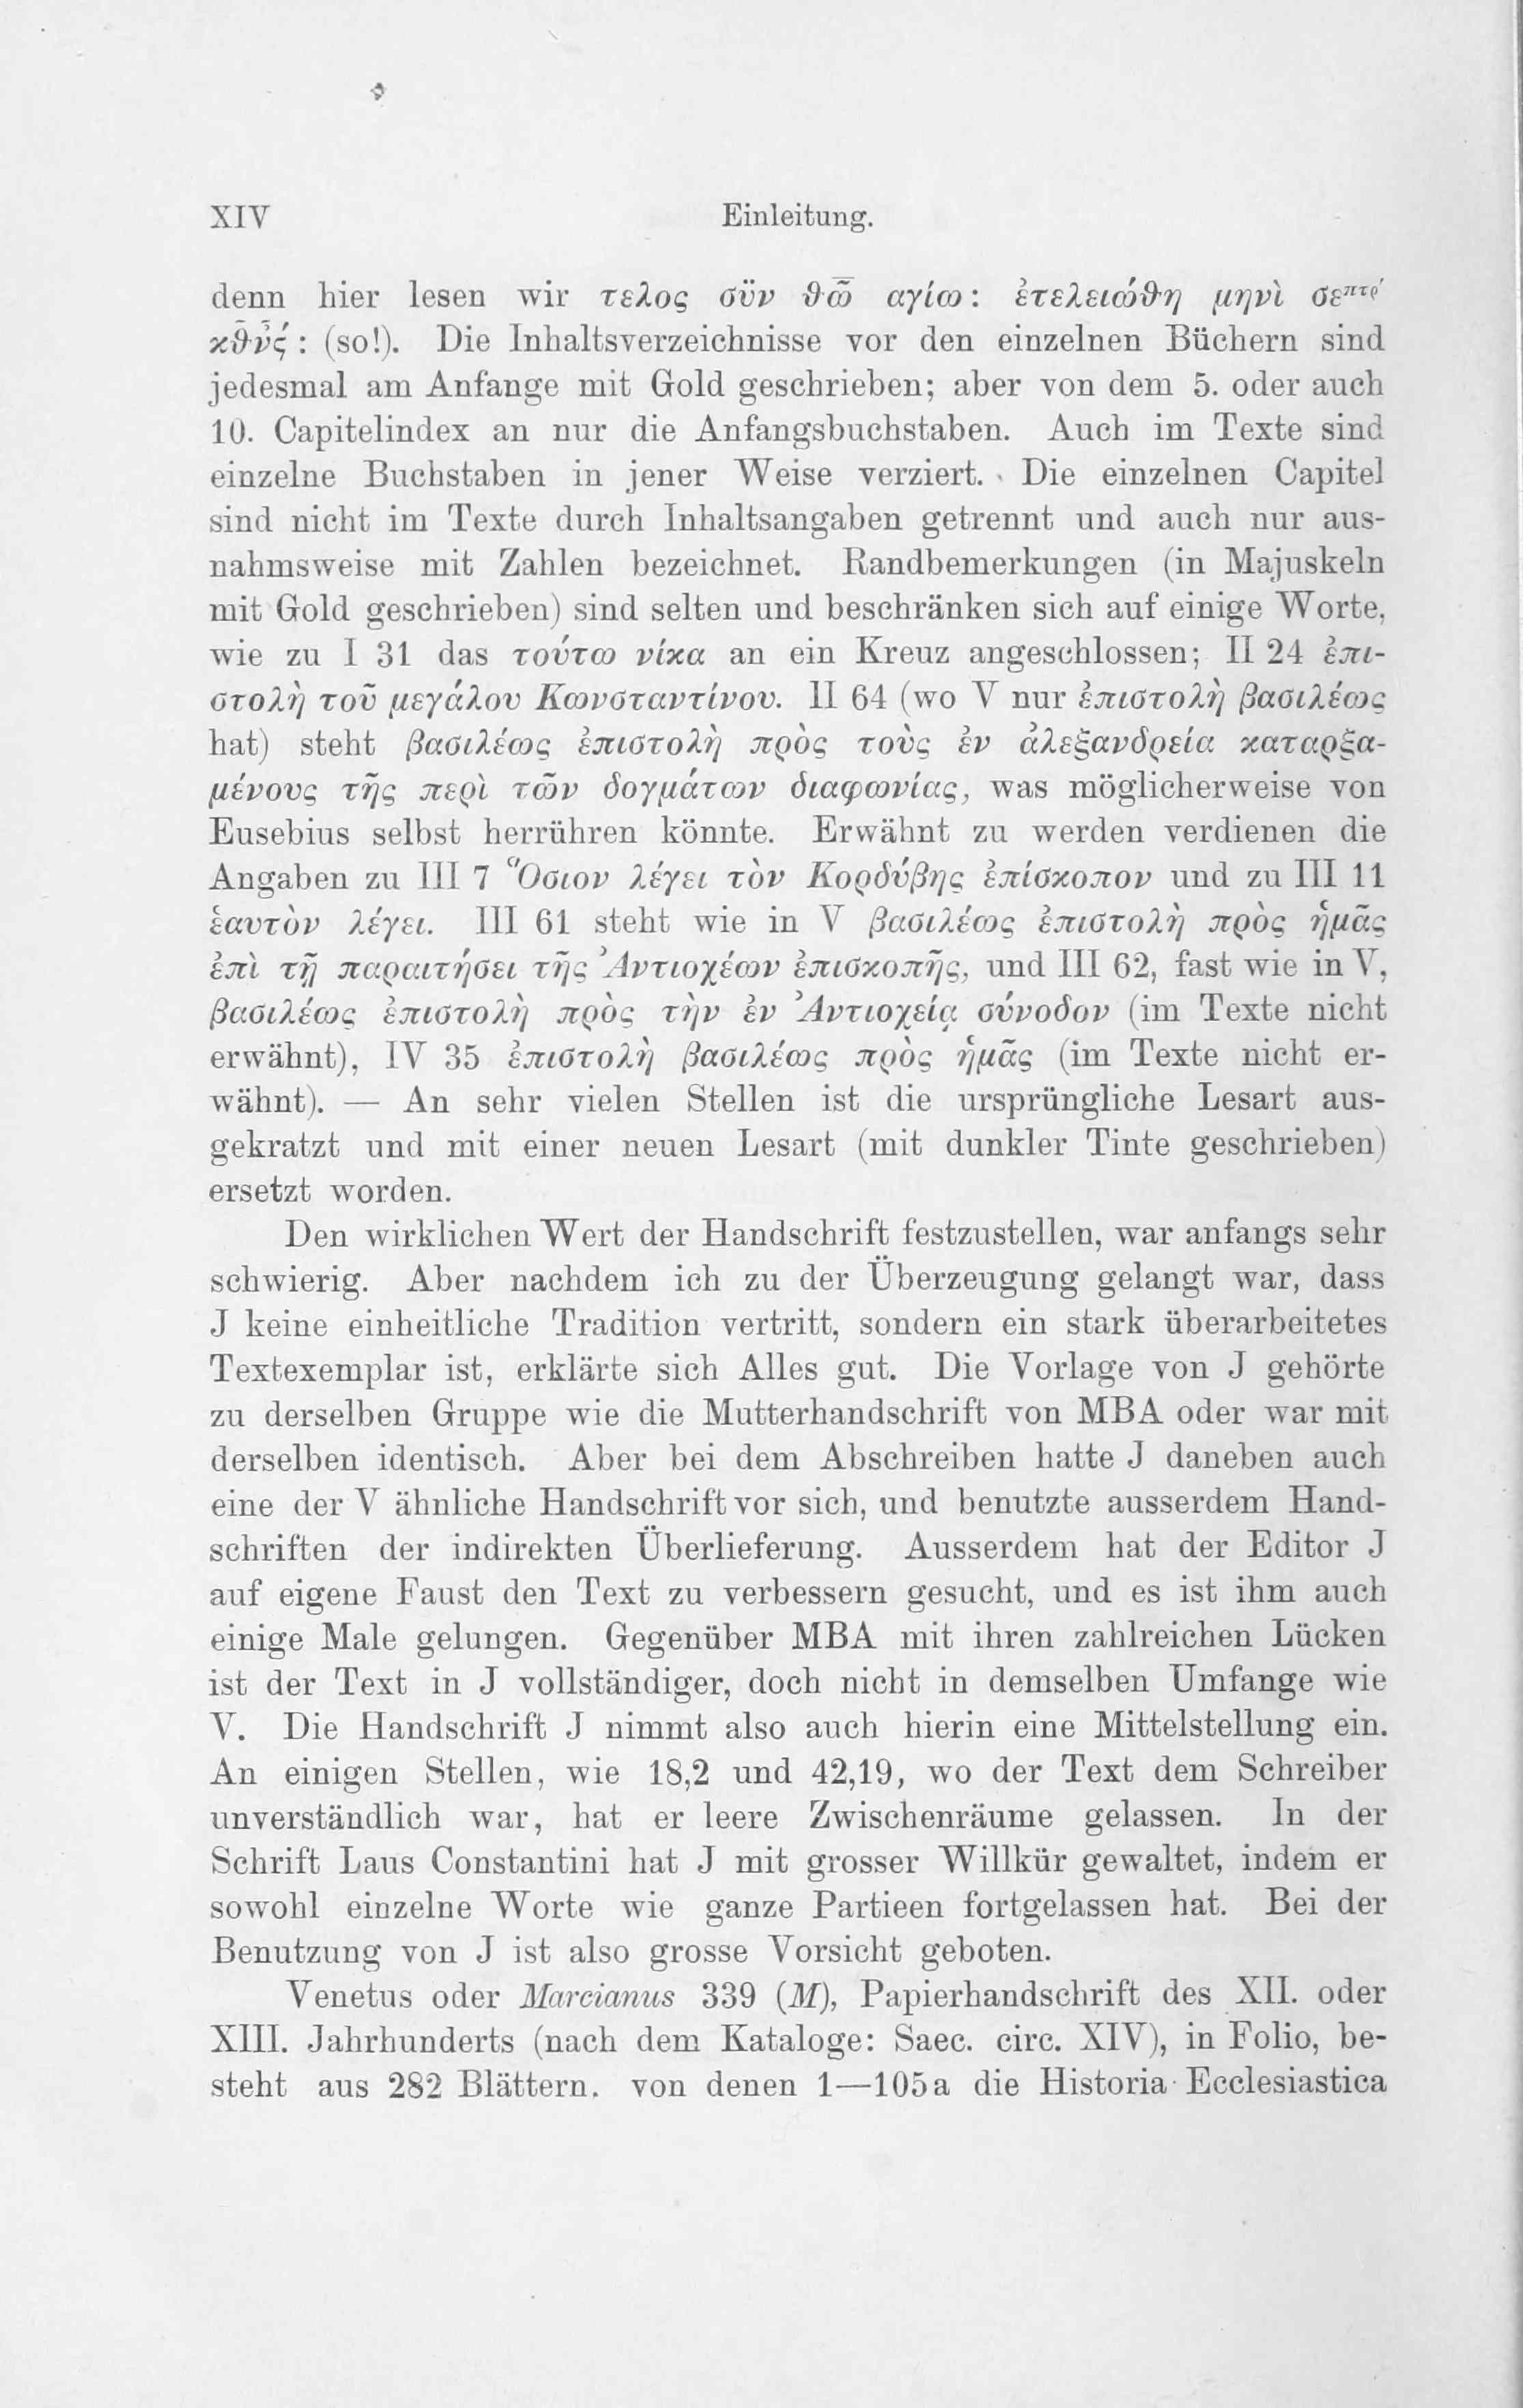 XIV Einleitung.
denn hier lesen wir τελος σϋν θω̅ αγίω: ἐτελειώθη μηνὶ σεπτρ́
κθν́ς : (so!). Die Inhaltsverzeichnisse vor den einzelnen Büchern sind
jedesmal am Anfange mit Gold geschrieben; aber von dem 5. oder auch
10. Capitelindex an nur die Anfangsbuchstaben. Auch im Texte sind
einzelne Buchstaben in jener Weise verziert. Die einzelnen Capitel
sind nicht im Texte durch Inhaltsangaben getrennt und auch nur aus-
nahmsweise mit Zahlen bezeichnet. Randbemerkungen (in Majuskeln
mit Gold geschrieben) sind selten und beschränken sich auf einige Worte,
wie zu I 31 das τούτω νίκα an ein Kreuz angeschlossen; II 24 ἐπι-
στολὴ τοῦ μεγάλου Κωνσταντίνου. II 64 (wo V nur ἐπιστολὴ βασιλέως
hat) steht βασιλέως ἐπιστολὴ πρὸς τοὺς ἐν ἀλεξανδρεία καταρξα-
μένους τῆς περὶ τῶν δογμάτων διαφωνίας, was möglicherweise von
Eusebius selbst herrühren könnte. Erwähnt zu werden verdienen die
Angaben zu III 7 Ὅσιον λέγει τὸν Κορδύβης ἐπίσκοπον und zu III 11
ἑαυτὸν λέγει. III 61 steht wie in V βασιλέως ἐπιστολὴ πρὸς ἡμᾶς
ἐπὶ τῇ παραιτήσει τῆς Ἀντιοχέων ἐπισκοπῆς, und III 62, fast wie in V,
βασιλέως ἐπιστολὴ πρὸς τὴν ἐν Ἀντιοχείᾳ σύνοδον (im Texte nicht
erwähnt), IV 35 ἐπιστολὴ βασιλέως πρὸς ἡμᾶς (im Texte nicht er-
wähnt). — An sehr vielen Stellen ist die ursprüngliche Lesart aus-
gekratzt und mit einer neuen Lesart (mit dunkler Tinte geschrieben)
ersetzt worden.
Den wirklichen Wert der Handschrift festzustellen, war anfangs sehr
schwierig. Aber nachdem ich zu der Überzeugung gelangt war, dass
J keine einheitliche Tradition vertritt, sondern ein stark überarbeitetes
Textexemplar ist, erklärte sich Alles gut. Die Vorlage von J gehörte
zu derselben Gruppe wie die Mutterhandschrift von MBA oder war mit
derselben identisch. Aber bei dem Abschreiben hatte J daneben auch
eine der V ähnliche Handschrift vor sich, und benutzte ausserdem Hand-
schriften der indirekten Überlieferung. Ausserdem hat der Editor J
auf eigene Faust den Text zu verbessern gesucht, und es ist ihm auch
einige Male gelungen. Gegenüber MBA mit ihren zahlreichen Lücken
ist der Text in J vollständiger, doch nicht in demselben Umfange wie
V. Die Handschrift J nimmt also auch hierin eine Mittelstellung ein.
An einigen Stellen, wie 18,2 und 42,19, wo der Text dem Schreiber
unverständlich war, hat er leere Zwischenräume gelassen. In der
Schrift Laus Constantini hat J mit grosser Willkür gewaltet, indem er
sowohl einzelne Worte wie ganze Partieen fortgelassen hat. Bei der
Benutzung von J ist also grosse Vorsicht geboten.
Venetus oder Marcianus 339 (M), Papierhandschrift des XII. oder
XIII. Jahrhunderts (nach dem Kataloge: Saec. circ. XIV), in Folio, be-
steht aus 282 Blättern. von denen 1—105a die Historia Ecclesiastica